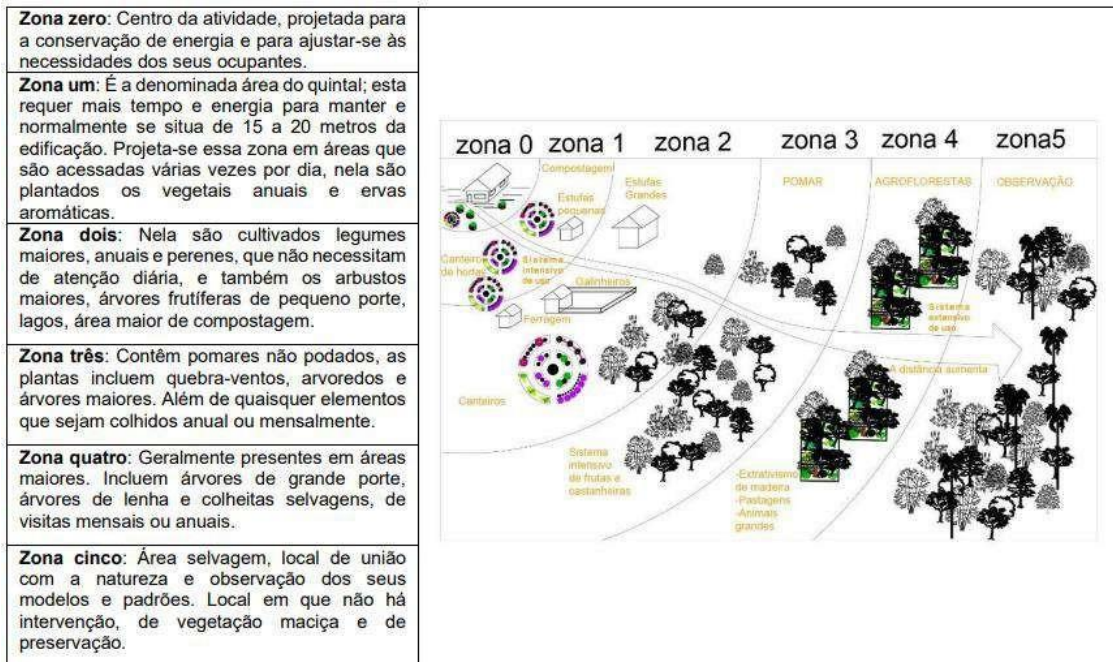 Zona zero: Centro da atividade, projetada para
a conservação de energia e para ajustar-se às
necessidades dos seus ocupantes.
Zona um: É a denominada área do quintal; esta
requer mais tempo e energia para manter e
normalmente se situa de 15 a 20 metros da
edificação. Projeta-se essa zona em áreas que
são acessadas várias vezes por dia, nela são
plantados os vegetais anuais e ervas
aromáticas.
Zona dois: Nela são cultivados legumes
maiores, anuais e perenes, que não necessitam
de atenção diária, e também os arbustos
maiores, árvores frutíferas de pequeno porte,
lagos, área maior de compostagem.
Zona três: Contêm pomares não podados, as
plantas incluem quebra-ventos, arvoredos e
árvores maiores. Além de quaisquer elementos
que sejam colhidos anual ou mensalmente.
Zona quatro: Geralmente presentes em áreas
maiores. Incluem árvores de grande porte,
árvores de lenha e colheitas selvagens, de
visitas mensais ou anuais.
Zona cinco: Área selvagem, local de união
com a natureza e observação dos seus
modelos e padrões. Local em que não há
intervenção, de vegetação maciça e de
preservação.
zona 0 zona 1 zona 2 zona 3 zona 4 zona5
Compostagem
Estufas
pequenas
Estufas
Grandes
POMAR
AGROFLORESTAS
OBSERVAÇÃO
Canteiro
de hortas
Sistema
intensivo
de uso
Galinheiros
Ferragem
Canteiros
Sistema
extensivo
de uso
A distância aumenta
Sistema
intensivo
de frutas e
castanheiras
-Extrativismo
de madeira
-Pastagens
-Animais
grandes